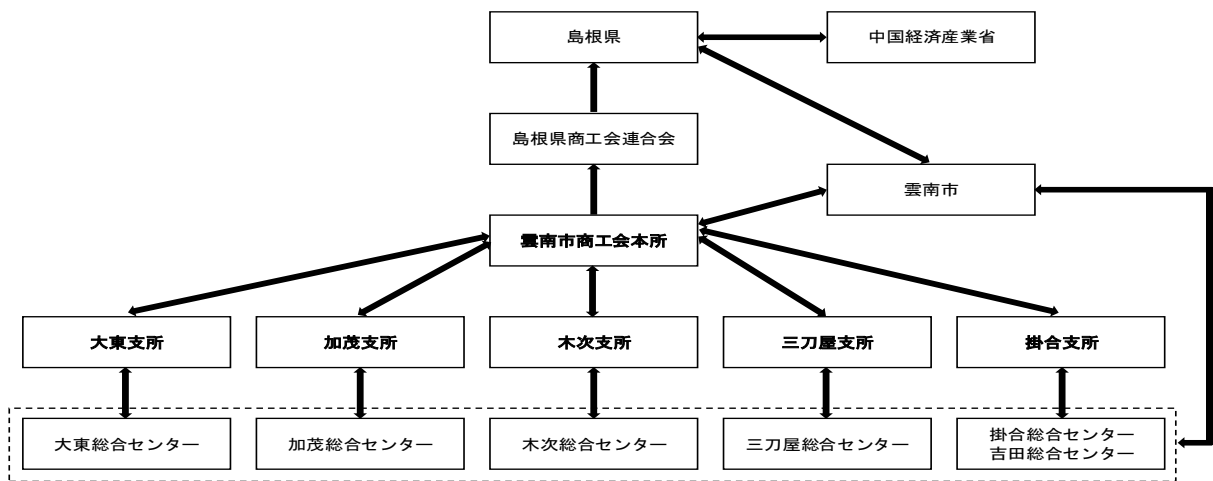 島根県
中国経済産業省
島根県商工会連合会
雲南市
雲南市商工会本所
大東支所
加茂支所
木次支所
三刀屋支所
掛合支所
大東総合センター
加茂総合センター
木次総合センター
三刀屋総合センター
掛合総合センター
吉田総合センター